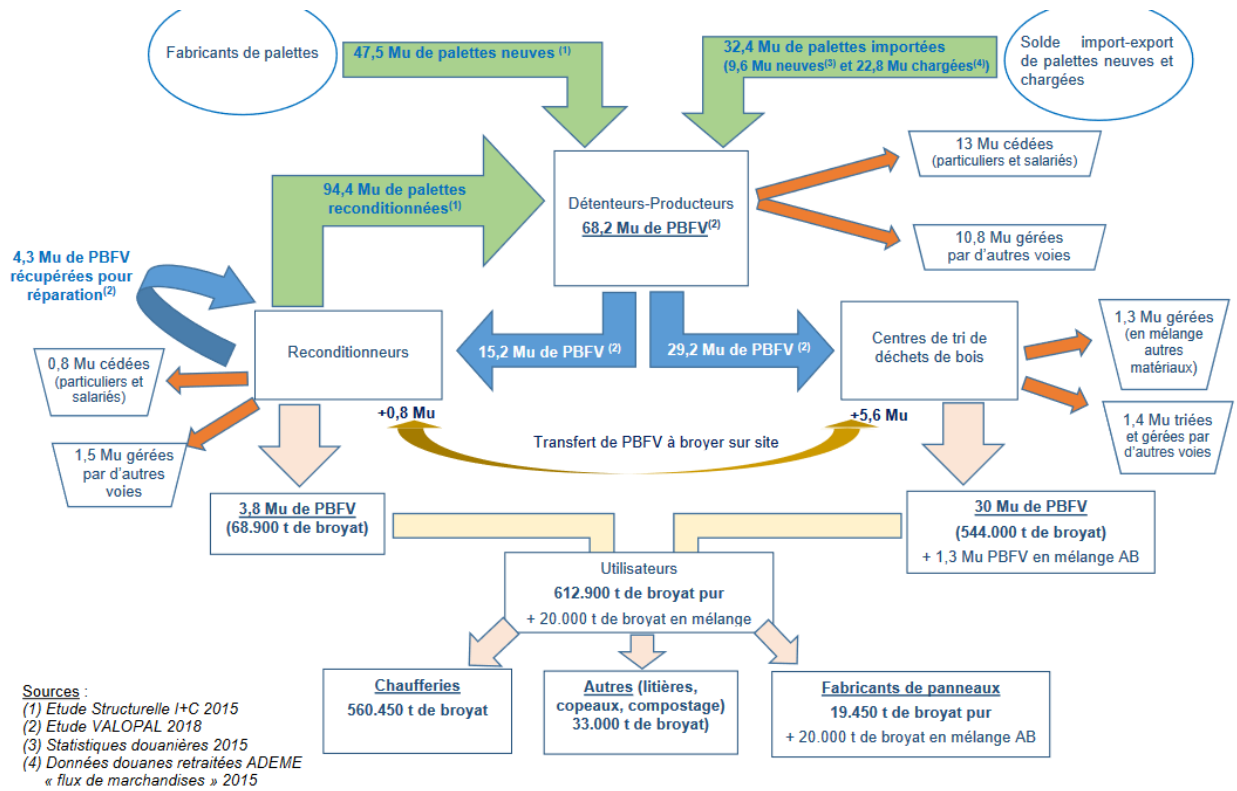 Fabricants de palettes
47,5 Mu de palettes neuves (1)
32,4 Mu de palettes importées
(9,6 Mu neuves(3) et 22,8 Mu chargées(4))
Solde import-export
de palettes neuves et
chargées
94,4 Mu de palettes
reconditionnées(1)
Détenteurs-Producteurs
68,2 Mu de PBFV(2)
13 Mu cédées
(particuliers et salariés)
10,8 Mu gérées
par d'autres voies
4,3 Mu de PBFV
récupérées pour
réparation(2)
Reconditionneurs
15,2 Mu de PBFV (2)
29,2 Mu de PBFV (2)
Centres de tri de
déchets de bois
1,3 Mu gérées
(en mélange
autres
matériaux)
0,8 Mu cédées
(particuliers et
salariés)
1,4 Mu triées
et gérées par
d'autres voies
1,5 Mu gérées
par d'autres
voies
+0,8 Mu
+5,6 Mu
Transfert de PBFV à broyer sur site
3,8 Mu de PBFV
(68.900 t de broyat)
30 Mu de PBFV
(544.000 t de broyat)
+ 1,3 Mu PBFV en mélange AB
Utilisateurs
612.900 t de broyat pur
+ 20.000 t de broyat en mélange
Chaufferies
560.450 t de broyat
Autres (litières,
copeaux, compostage)
33.000 t de broyat)
Fabricants de panneaux
19.450 t de broyat pur
+ 20.000 t de broyat en mélange AB
Sources :
(1) Etude Structurelle I+C 2015
(2) Etude VALOPAL 2018
(3) Statistiques douanières 2015
(4) Données douanes retraitées ADEME
« flux de marchandises » 2015